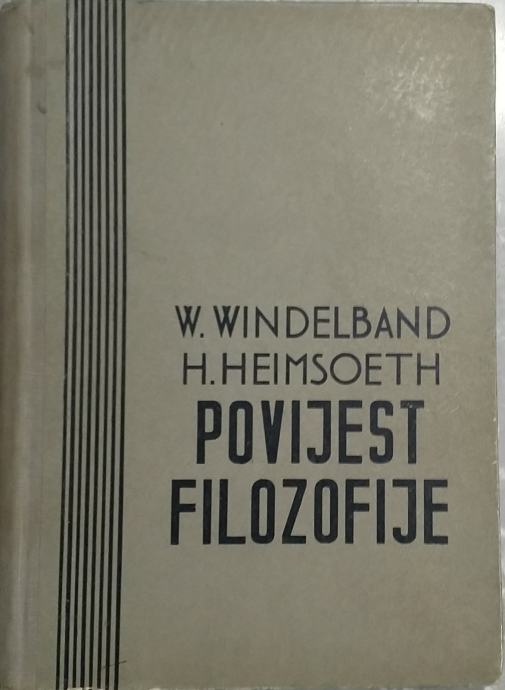 W. WINDELBAND
H. HEIMSOETH
POVIJEST
FILOZOFIJE